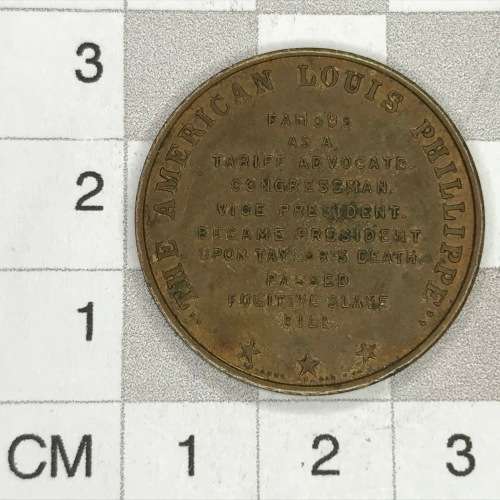 "THE AMERICAN LOUIS PHILLIPPE"
FAMOUS
AS A
TARIFF ADVOCATE.
CONGRESSMAN.
VICE PRESIDENT.
BECAME PRESIDENT
UPON TAYLOR'S DEATH.
PASSED
FUGITIVE SLAVE
BILL.
3
2
1
CM
1
2
3